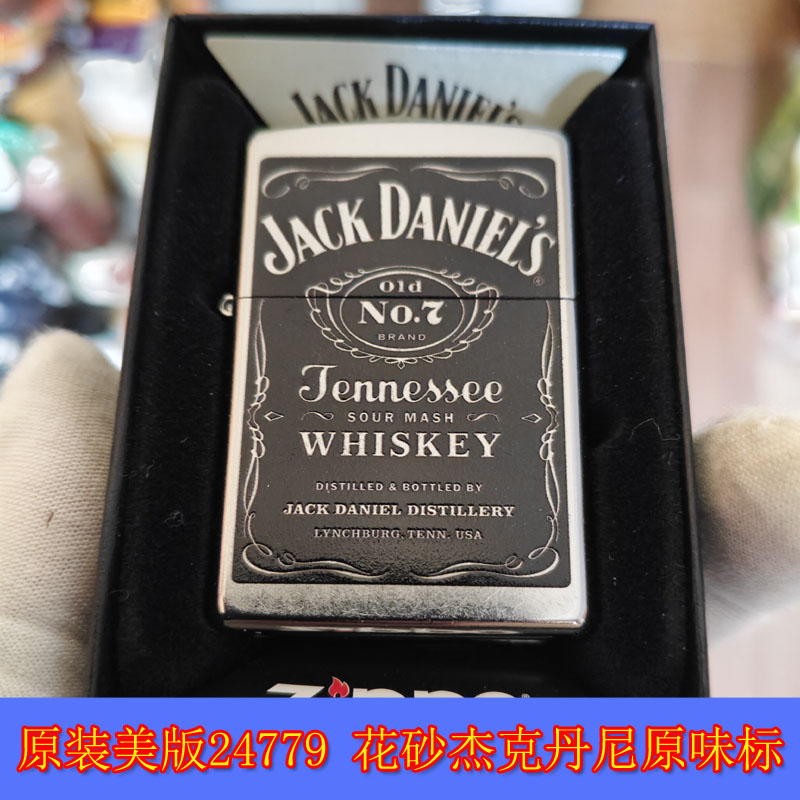 JACK DANIEL'S
JACK DANIEL'S
Old
No.7
BRAND
Tennessee
SOUR MASH
WHISKEY
DISTILLED & BOTTLED BY
JACK DANIEL DISTILLERY
LYNCHBURG, TENN. USA
Zippo
原装美版24779 花砂杰克丹尼原味标